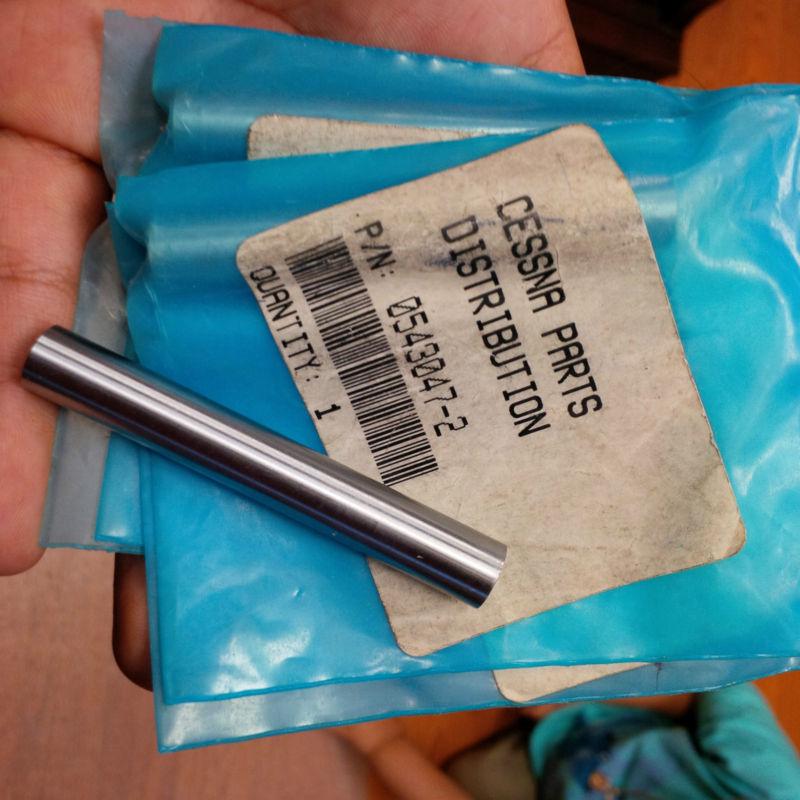 CESSNA PARTS
DISTRIBUTION
P/N: 0543047-2
QUANTITY: 1